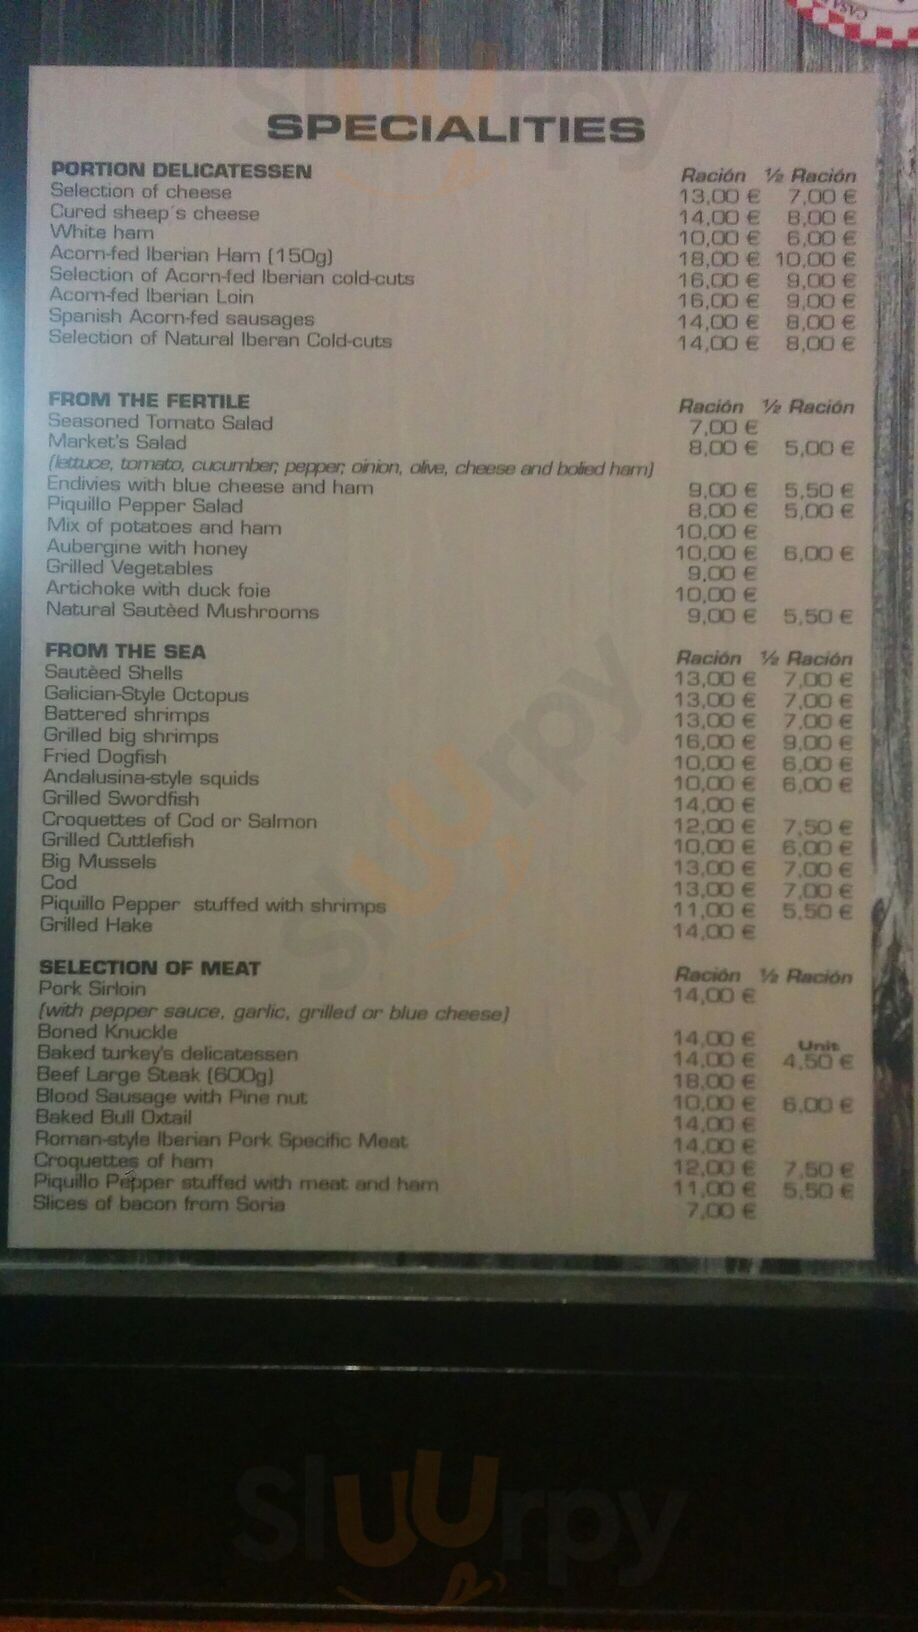 SPECIALITIES
PORTION DELICATESSEN Ración ½ Ración
Selection of cheese 13,00 € 7,00 €
Cured sheep´s cheese 14,00 € 8,00 €
White ham 10,00 € 6,00 €
Acorn-fed Iberian Ham (150g) 18,00 € 10,00 €
Selection of Acorn-fed Iberian cold-cuts 16,00 € 9,00 €
Acorn-fed Iberian Loin 16,00 € 9,00 €
Spanish Acorn-fed sausages 14,00 € 8,00 €
Selection of Natural Iberan Cold-cuts 14,00 € 8,00 €
FROM THE FERTILE Ración ½ Ración
Seasoned Tomato Salad 7,00 €
Market's Salad 8,00 € 5,00 €
(lettuce, tomato, cucumber, pepper, oinion, olive, cheese and bolied ham)
Endivies with blue cheese and ham 9,00 € 5,50 €
Piquillo Pepper Salad 8,00 € 5,00 €
Mix of potatoes and ham 10,00 €
Aubergine with honey 10,00 € 6,00 €
Grilled Vegetables 9,00 €
Artichoke with duck foie 10,00 €
Natural Sautèed Mushrooms 9,00 € 5,50 €
FROM THE SEA Ración ½ Ración
Sautèed Shells 13,00 € 7,00 €
Galician-Style Octopus 13,00 € 7,00 €
Battered shrimps 13,00 € 7,00 €
Grilled big shrimps 16,00 € 9,00 €
Fried Dogfish 10,00 € 6,00 €
Andalusina-style squids 10,00 € 6,00 €
Grilled Swordfish 14,00 €
Croquettes of Cod or Salmon 12,00 € 7,50 €
Grilled Cuttlefish 10,00 € 6,00 €
Big Mussels 13,00 € 7,00 €
Cod 13,00 € 7,00 €
Piquillo Pepper stuffed with shrimps 11,00 € 5,50 €
Grilled Hake 14,00 €
SELECTION OF MEAT Ración ½ Ración
Pork Sirloin 14,00 €
(with pepper sauce, garlic, grilled or blue cheese)
Boned Knuckle 14,00 € Unit
Baked turkey's delicatessen 14,00 € 4,50 €
Beef Large Steak (600g) 18,00 €
Blood Sausage with Pine nut 10,00 € 6,00 €
Baked Bull Oxtail 14,00 €
Roman-style Iberian Pork Specific Meat 14,00 €
Croquettes of ham 12,00 € 7,50 €
Piquillo Pepper stuffed with meat and ham 11,00 € 5,50 €
Slices of bacon from Soria 7,00 €
CASA
Sluurpy
Sluurpy
Sluurpy